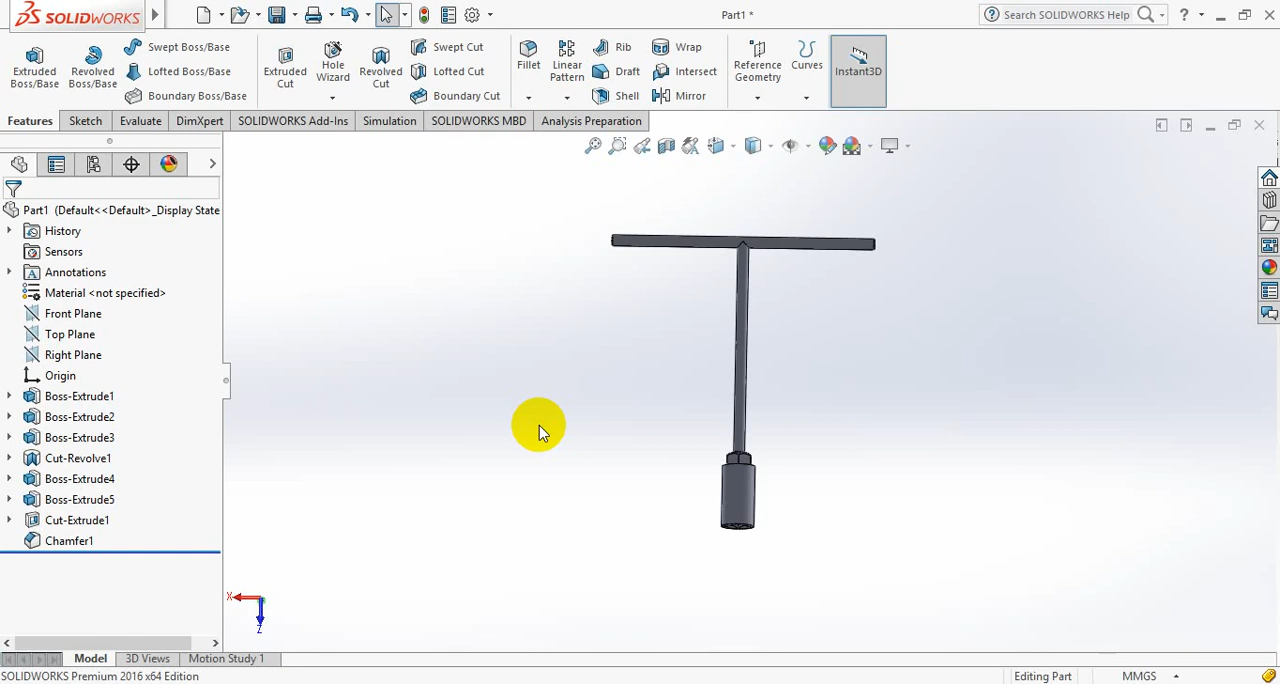 SOLIDWORKS
Part1 *
Search SOLIDWORKS Help
Extruded Boss/Base
Revolved Boss/Base
Swept Boss/Base
Lofted Boss/Base
Boundary Boss/Base
Extruded Cut
Hole Wizard
Revolved Cut
Swept Cut
Lofted Cut
Boundary Cut
Fillet
Linear Pattern
Rib
Draft
Shell
Wrap
Intersect
Mirror
Reference Geometry
Curves
Instant3D
Features
Sketch
Evaluate
DimXpert
SOLIDWORKS Add-Ins
Simulation
SOLIDWORKS MBD
Analysis Preparation
Part1 (Default<<Default>_Display State
History
Sensors
Annotations
Material <not specified>
Front Plane
Top Plane
Right Plane
Origin
Boss-Extrude1
Boss-Extrude2
Boss-Extrude3
Cut-Revolve1
Boss-Extrude4
Boss-Extrude5
Cut-Extrude1
Chamfer1
X
Z
Model
3D Views
Motion Study 1
SOLIDWORKS Premium 2016 x64 Edition
Editing Part
MMGS